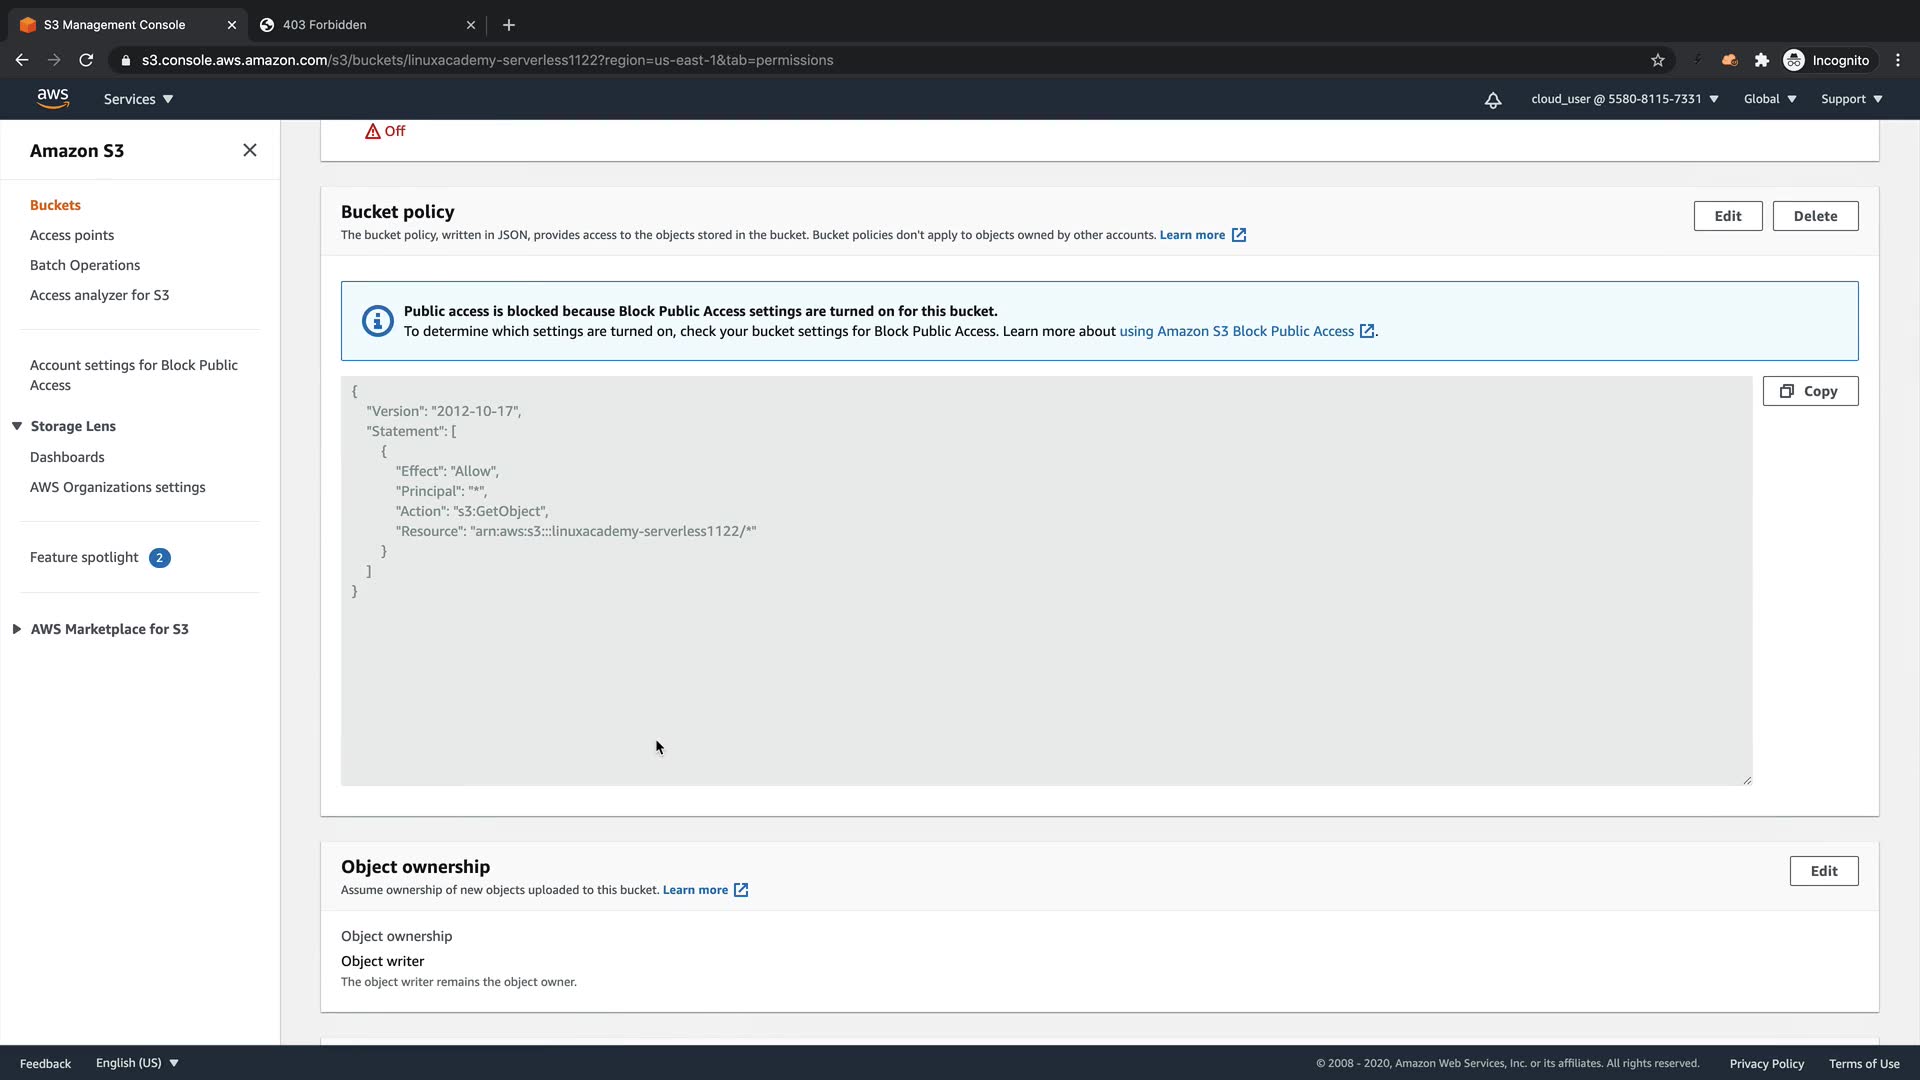 S3 Management Console
403 Forbidden
s3.console.aws.amazon.com/s3/buckets/linuxacademy-serverless1122?region=us-east-1&tab=permissions
Incognito
aws
Services
cloud_user @ 5580-8115-7331
Global
Support
Amazon S3
Buckets
Access points
Batch Operations
Access analyzer for S3
Account settings for Block Public
Access
Storage Lens
Dashboards
AWS Organizations settings
Feature spotlight 2
AWS Marketplace for S3
Off
Bucket policy
Edit
Delete
The bucket policy, written in JSON, provides access to the objects stored in the bucket. Bucket policies don't apply to objects owned by other accounts. Learn more
Public access is blocked because Block Public Access settings are turned on for this bucket.
To determine which settings are turned on, check your bucket settings for Block Public Access. Learn more about using Amazon S3 Block Public Access.
Copy
{
"Version": "2012-10-17",
"Statement": [
{
"Effect": "Allow",
"Principal": "*",
"Action": "s3:GetObject",
"Resource": "arn:aws:s3:::linuxacademy-serverless1122/*"
}
]
}
Object ownership
Edit
Assume ownership of new objects uploaded to this bucket. Learn more
Object ownership
Object writer
The object writer remains the object owner.
Feedback
English (US)
© 2008 - 2020, Amazon Web Services, Inc. or its affiliates. All rights reserved.
Privacy Policy
Terms of Use